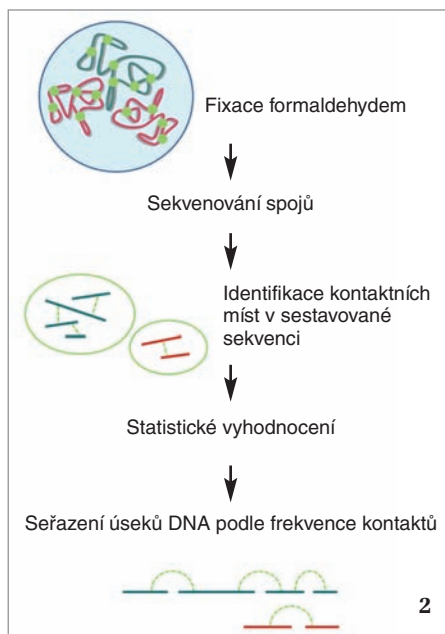 Fixace formaldehydem
Sekvenování spojů
Identifikace kontaktních
míst v sestavované
sekvenci
Statistické vyhodnocení
Seřazení úseků DNA podle frekvence kontaktů
2